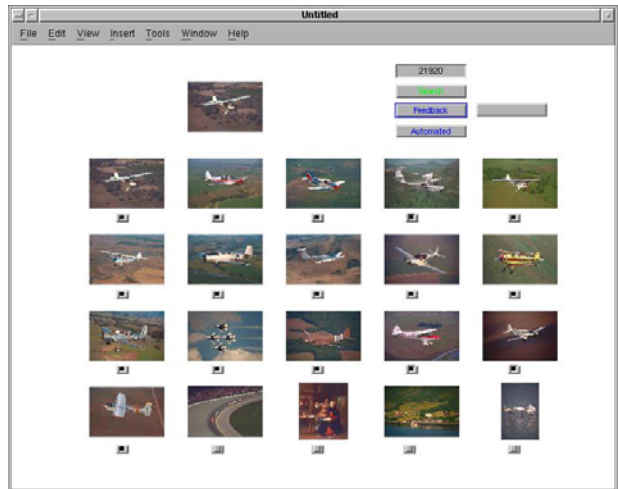 Untitled
File Edit View Insert Tools Window Help
21920
Search
Feedback
Automated